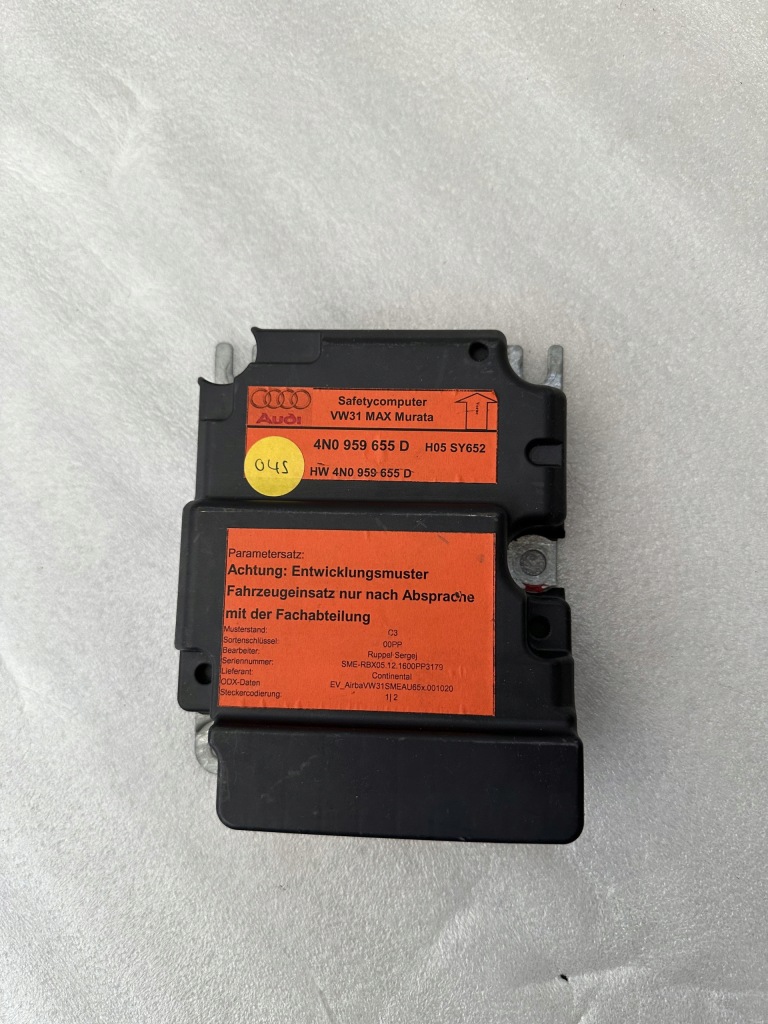 Audi
Safetycomputer
VW31 MAX Murata
4N0 959 655 D H05 SY652
04S
HW 4N0 959 655 D
Parametersatz:
Achtung: Entwicklungsmuster
Fahrzeugeinsatz nur nach Absprache
mit der Fachabteilung
Musterstand: C3
Sortenschlüssel: 00PP
Bearbeiter: Ruppel Sergej
Seriennummer: SME-RBX05.12.1600PP3179
Lieferant: Continental
ODX-Daten EV_AirbaVW31SMEAU65x.001020
Steckercodierung: 1| 2